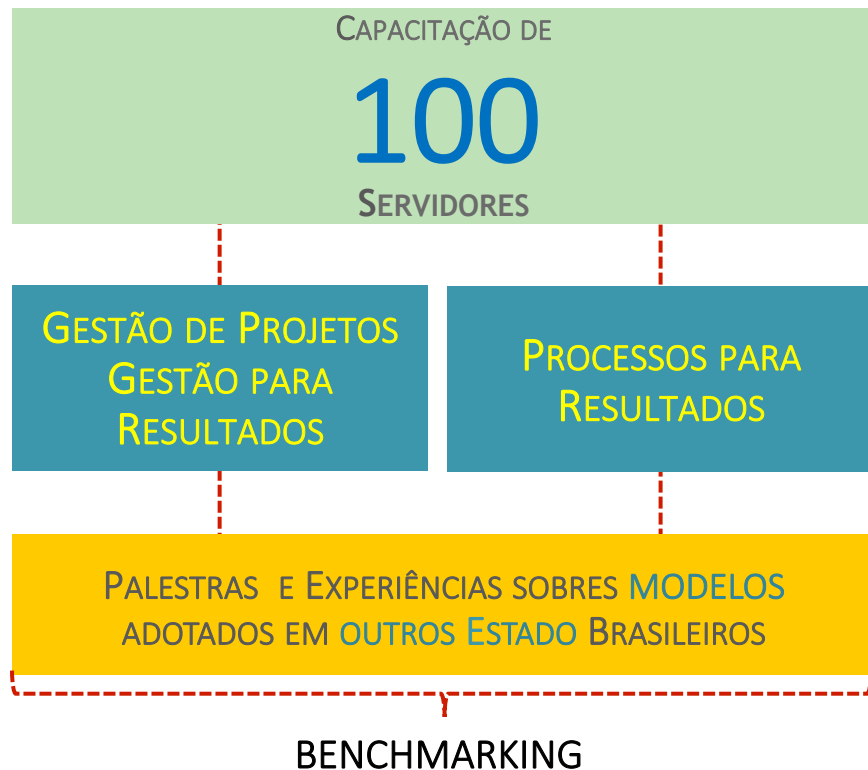 Capacitação de
100
Servidores
Gestão de Projetos
Gestão para
Resultados
Processos para
Resultados
Palestras e Experiências sobres modelos
adotados em outros Estado Brasileiros
BENCHMARKING